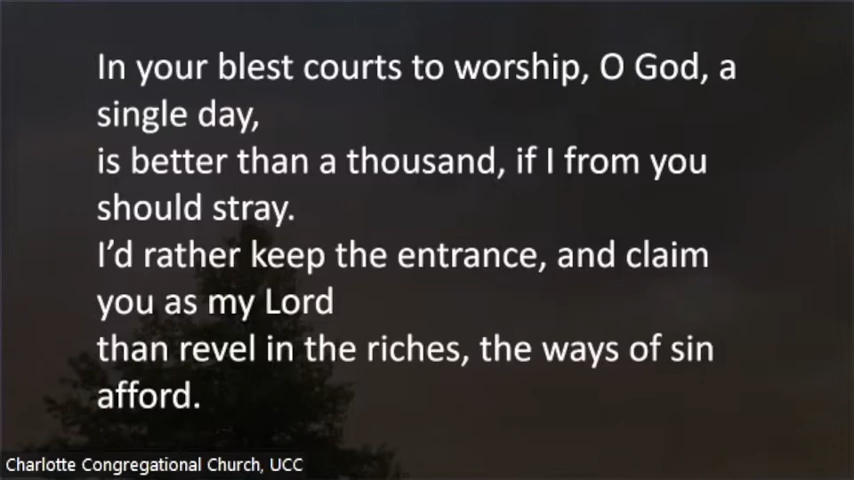 In your blest courts to worship, O God, a
single day,
is better than a thousand, if I from you
should stray.
I’d rather keep the entrance, and claim
you as my Lord
than revel in the riches, the ways of sin
afford.
Charlotte Congregational Church, UCC